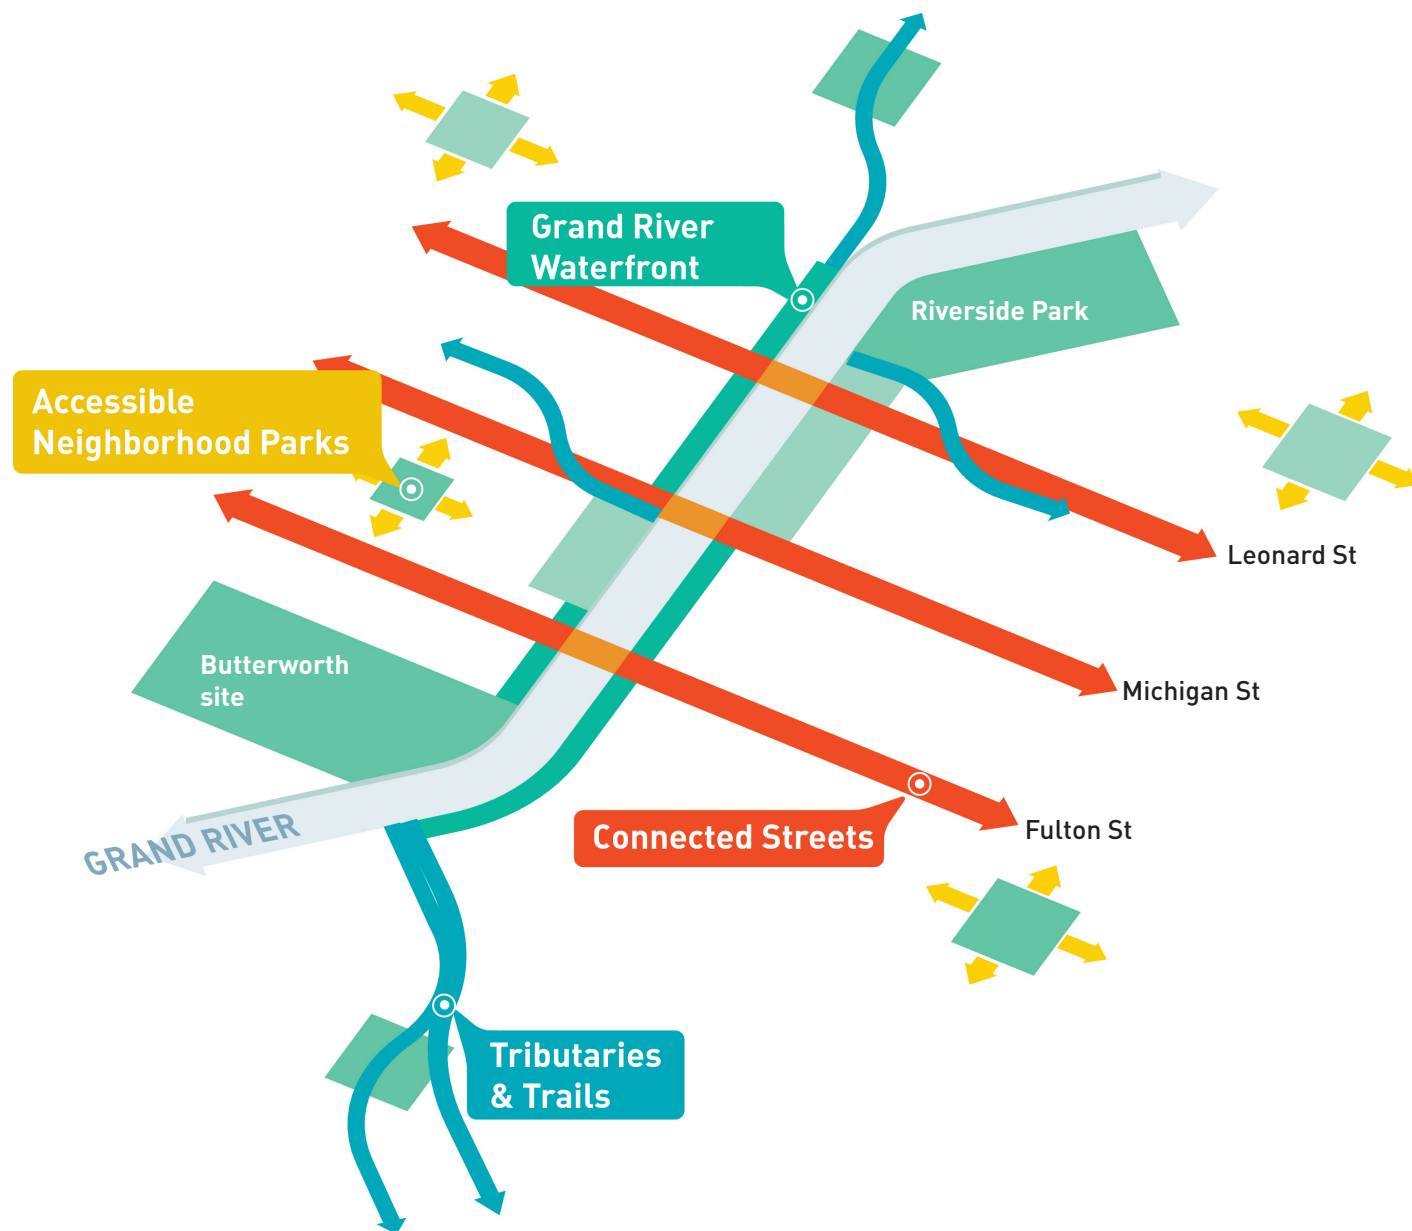 Grand River
Waterfront
Riverside Park
Accessible
Neighborhood Parks
Leonard St
Butterworth
site
Michigan St
GRAND RIVER
Connected Streets
Fulton St
Tributaries
& Trails